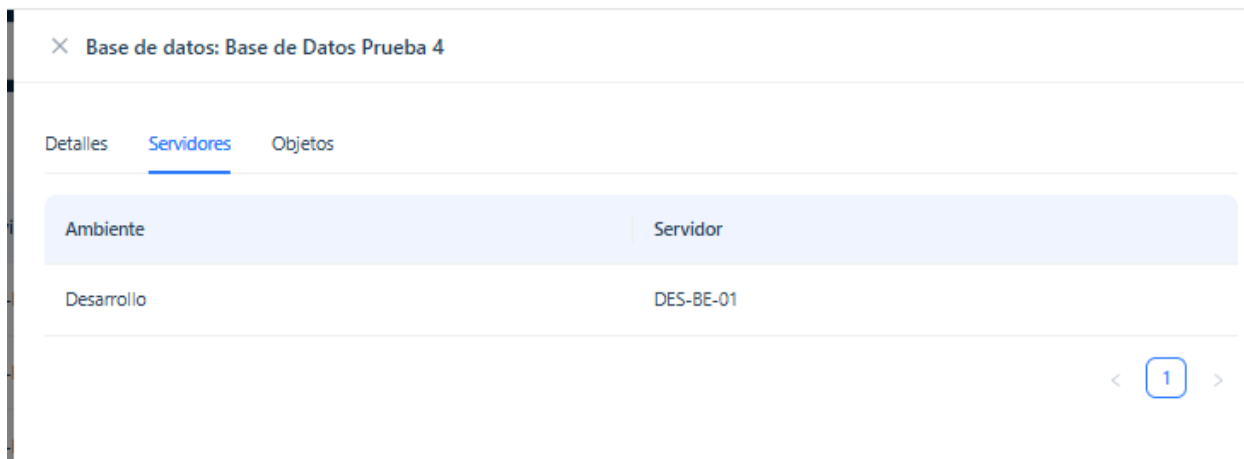 Base de datos: Base de Datos Prueba 4
Detalles Servidores Objetos
Ambiente Servidor
Desarrollo DES-BE-01
< 1 >